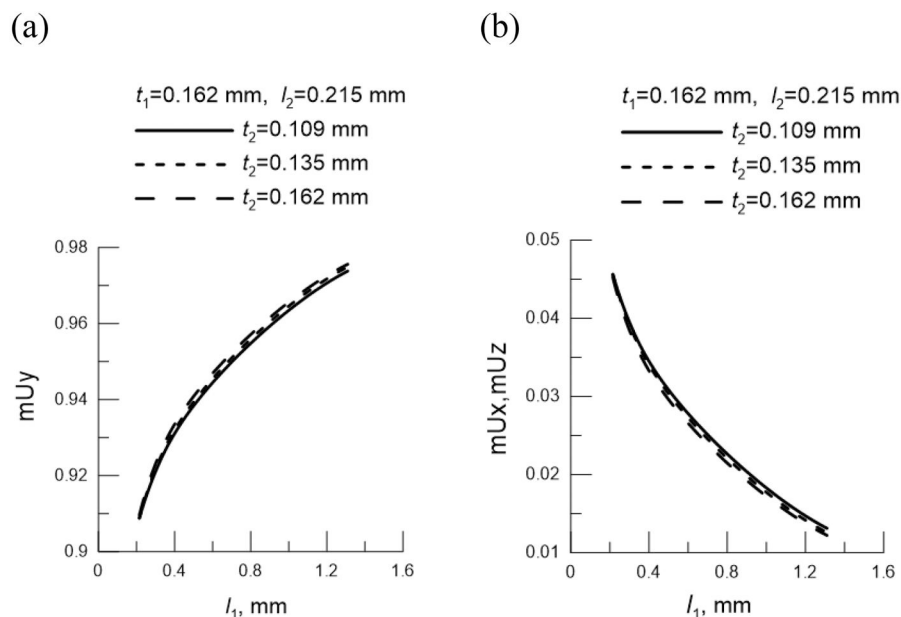 (a)
t₁=0.162 mm, l₂=0.215 mm
t₂=0.109 mm
t₂=0.135 mm
t₂=0.162 mm
0.98
0.96
0.94
0.92
0.9
mUy
0 0.4 0.8 1.2 1.6
l₁, mm
(b)
t₁=0.162 mm, l₂=0.215 mm
t₂=0.109 mm
t₂=0.135 mm
t₂=0.162 mm
0.05
0.04
0.03
0.02
0.01
mUx, mUz
0 0.4 0.8 1.2 1.6
l₁, mm